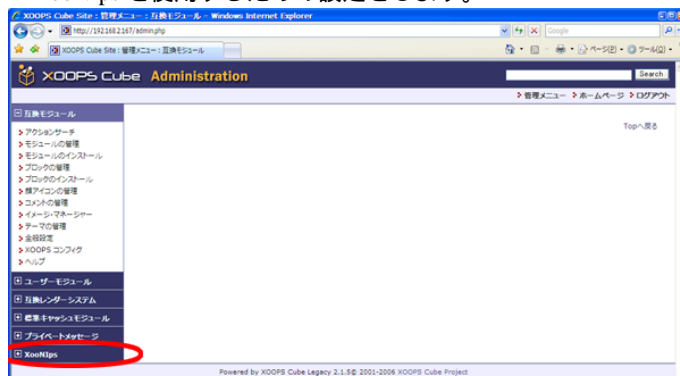 XOOPS Cube Site : 管理メニュー : 互換モジュール - Windows Internet Explorer
http://192.168.2.167/admin.php
Google
XOOPS Cube Site : 管理メニュー : 互換モジュール
ページ(P)
ツール(O)
XOOPS Cube Administration
Search
管理メニュー
ホームページ
ログアウト
互換モジュール
Topへ戻る
アクションサーチ
モジュールの管理
モジュールのインストール
ブロックの管理
ブロックのインストール
顔アイコンの管理
コメントの管理
イメージ・マネージャー
テーマの管理
全般設定
XOOPS コンフィグ
ヘルプ
ユーザーモジュール
互換レンダーシステム
標準キャッシュモジュール
プライベートメッセージ
XooNIps
Powered by XOOPS Cube Legacy 2.1.5© 2001-2006 XOOPS Cube Project